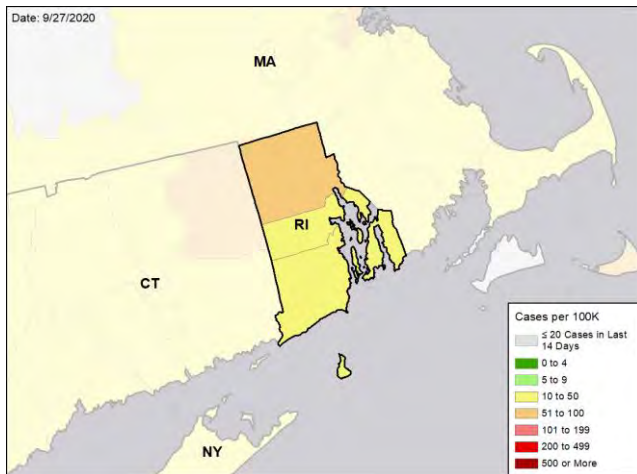 Date: 9/27/2020
MA
RI
CT
NY
Cases per 100K
≤ 20 Cases in Last
14 Days
0 to 4
5 to 9
10 to 50
51 to 100
101 to 199
200 to 499
500 or More